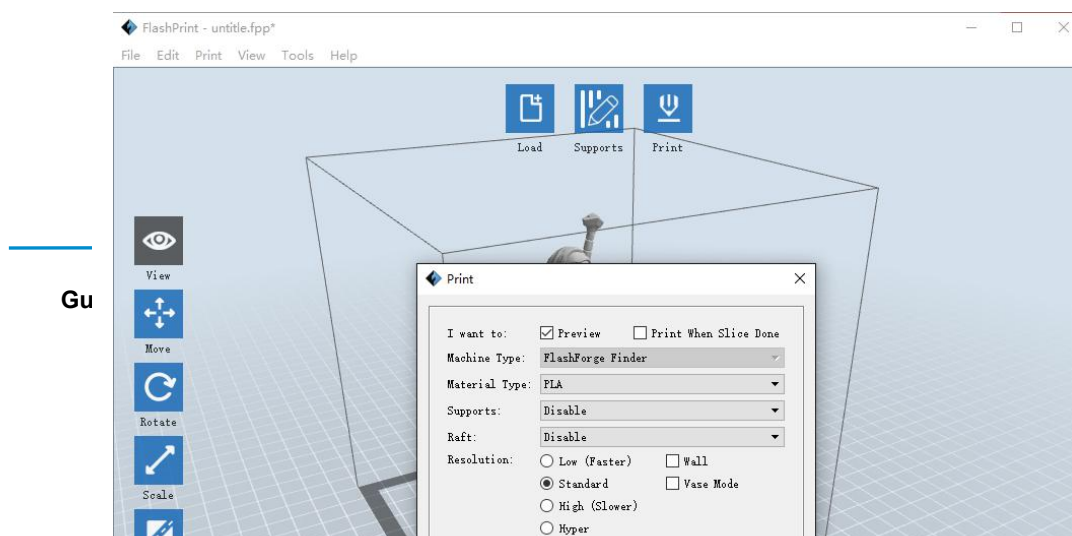 FlashPrint - untitle.fpp*
File Edit Print View Tools Help
Load Supports Print
View
Gu
Move
Rotate
Scale
Print
I want to: Preview Print When Slice Done
Machine Type: FlashForge Finder
Material Type: PLA
Supports: Disable
Raft: Disable
Resolution: Low (Faster) Wall
Standard Vase Mode
High (Slower)
Hyper